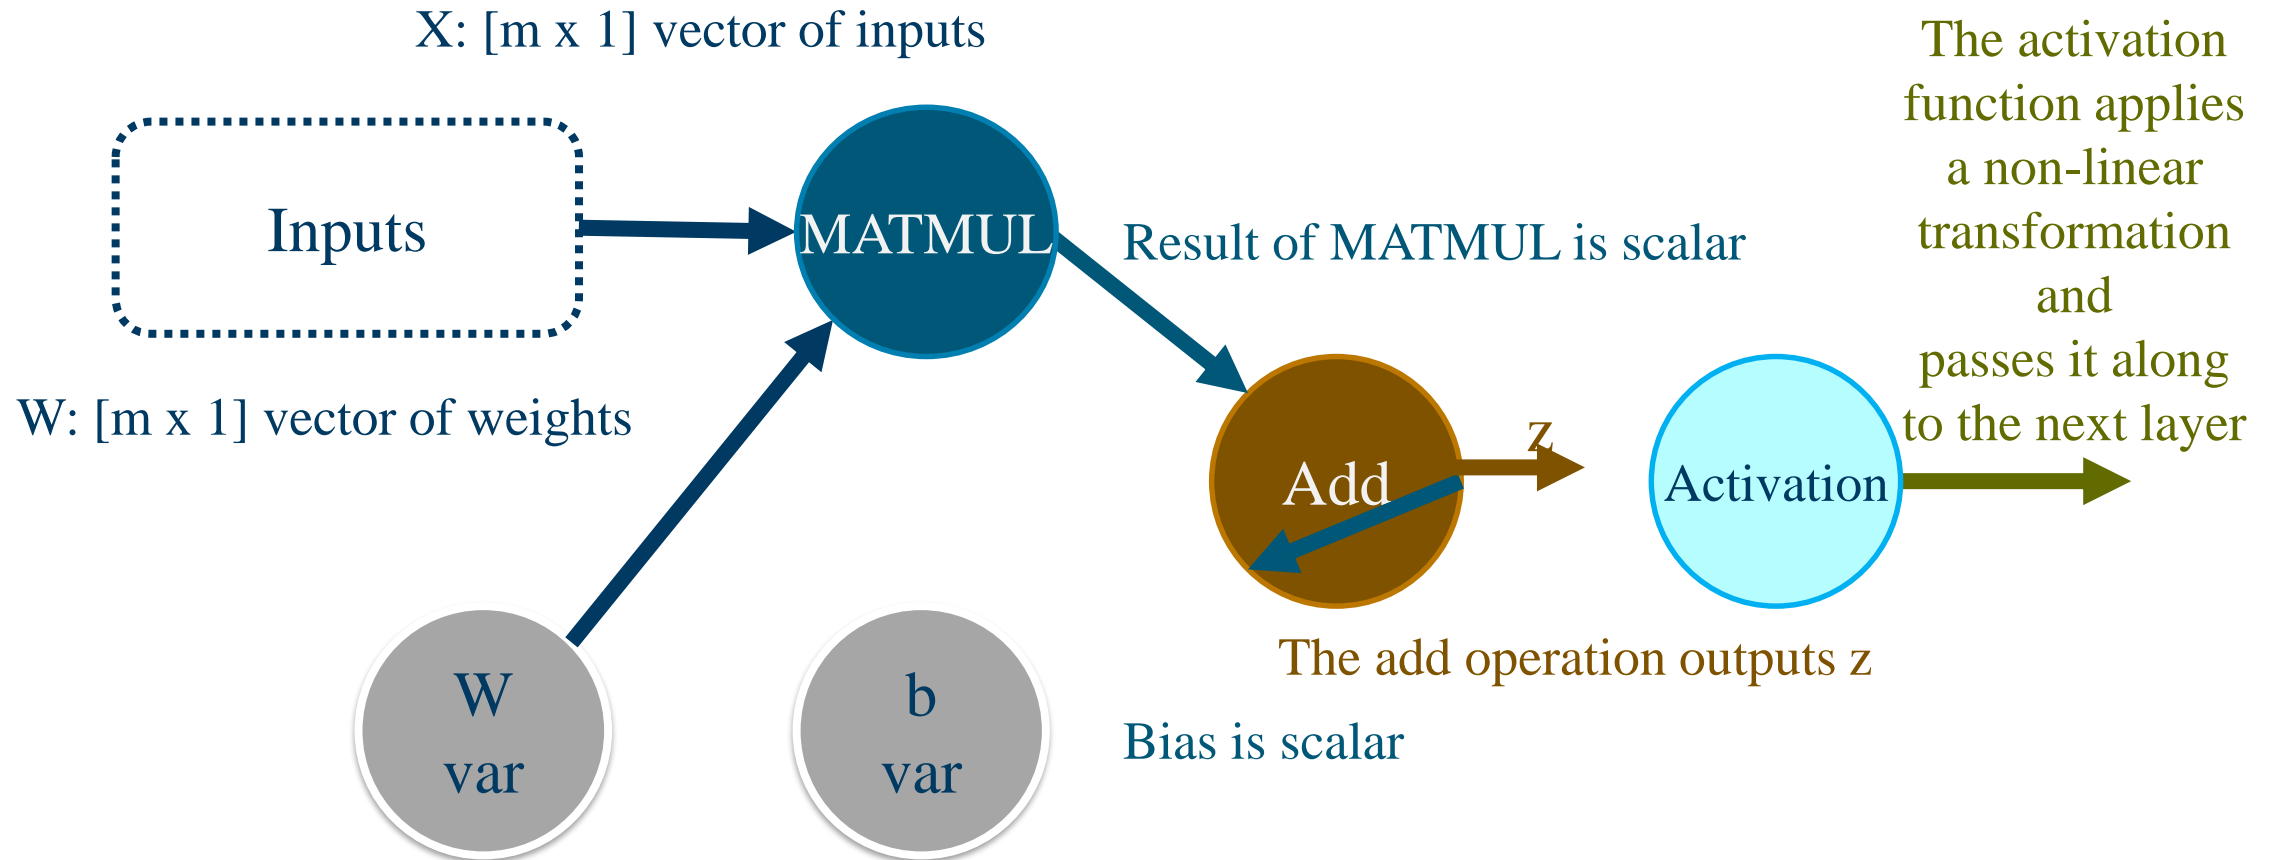 X: [m x 1] vector of inputs
The activation
function applies
a non-linear
transformation
and
passes it along
to the next layer
Inputs
MATMUL
Result of MATMUL is scalar
W: [m x 1] vector of weights
z
Add
Activation
The add operation outputs z
W
var
b
var
Bias is scalar